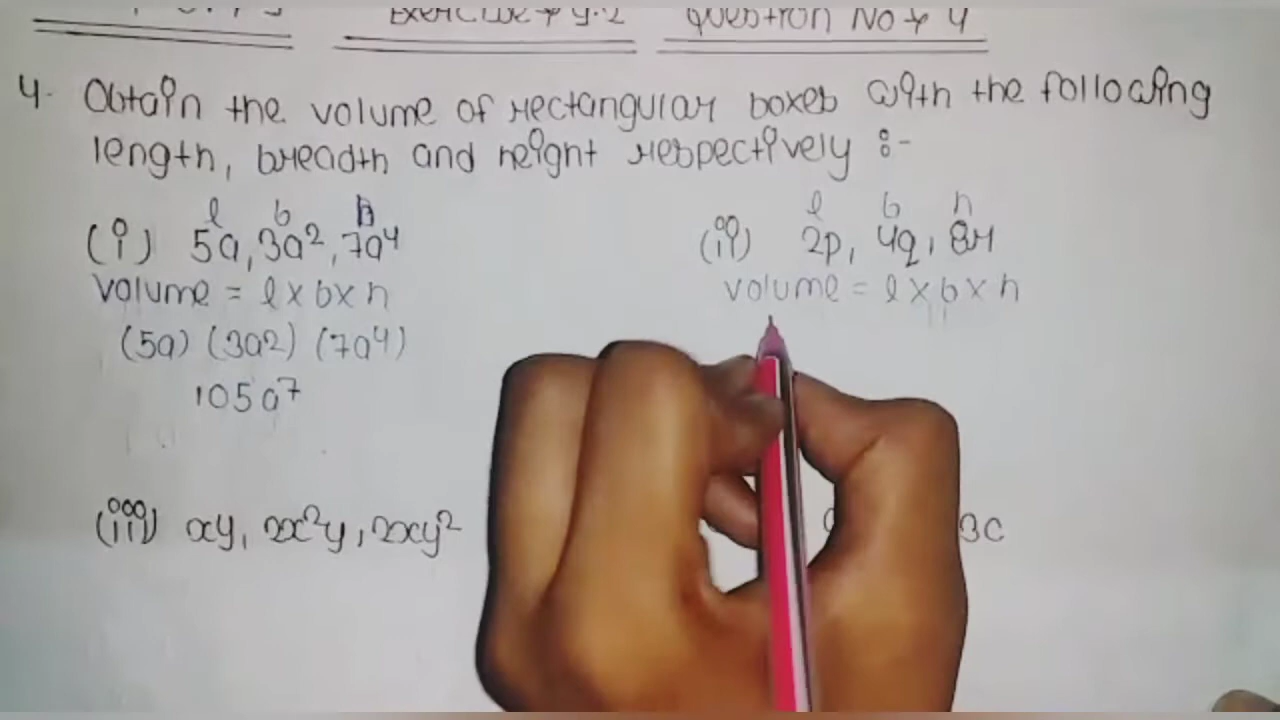 Exercise → 4.2 Question No → 4
4. Obtain the volume of rectangular boxes with the following
length, breadth and height respectively :-
l b h
(i) 5a, 3a², 7a⁴
volume = l × b × h
(5a) (3a2) (7a⁴)
105a⁷
l b h
(ii) 2p, 4q, 8r
volume = l × b × h
(iii) xy, 2x²y, 2xy²
3c